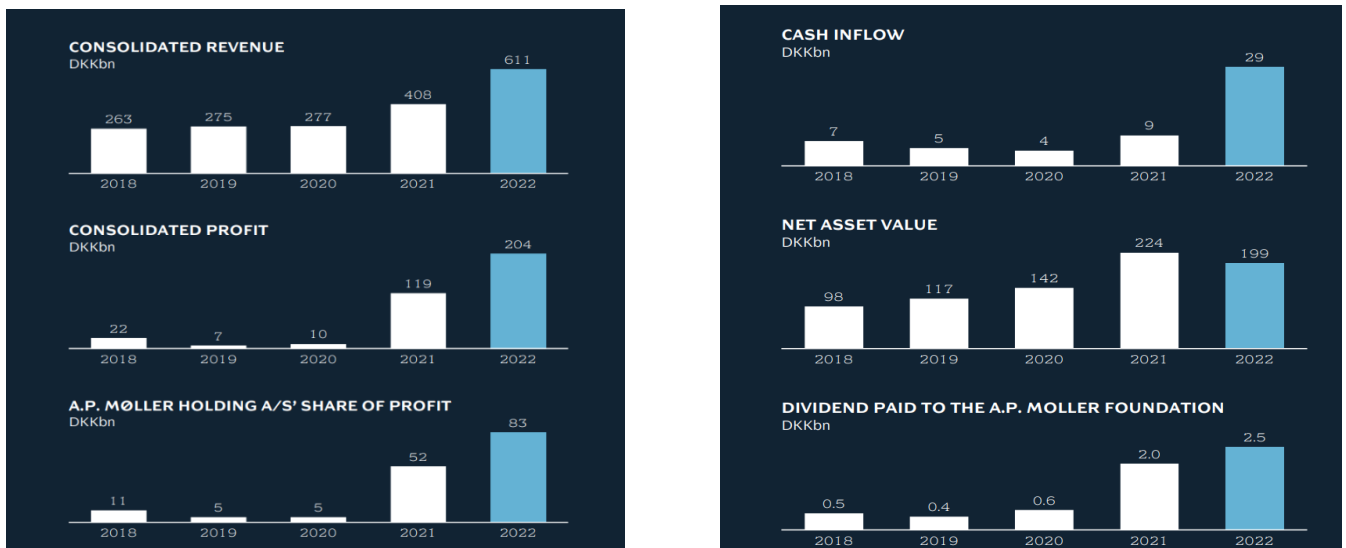 CONSOLIDATED REVENUE
DKKbn
263 275 277 408 611
2018 2019 2020 2021 2022
CONSOLIDATED PROFIT
DKKbn
22 7 10 119 204
2018 2019 2020 2021 2022
A.P. MØLLER HOLDING A/S' SHARE OF PROFIT
DKKbn
11 5 5 52 83
2018 2019 2020 2021 2022
CASH INFLOW
DKKbn
7 5 4 9 29
2018 2019 2020 2021 2022
NET ASSET VALUE
DKKbn
98 117 142 224 199
2018 2019 2020 2021 2022
DIVIDEND PAID TO THE A.P. MOLLER FOUNDATION
DKKbn
0.5 0.4 0.6 2.0 2.5
2018 2019 2020 2021 2022